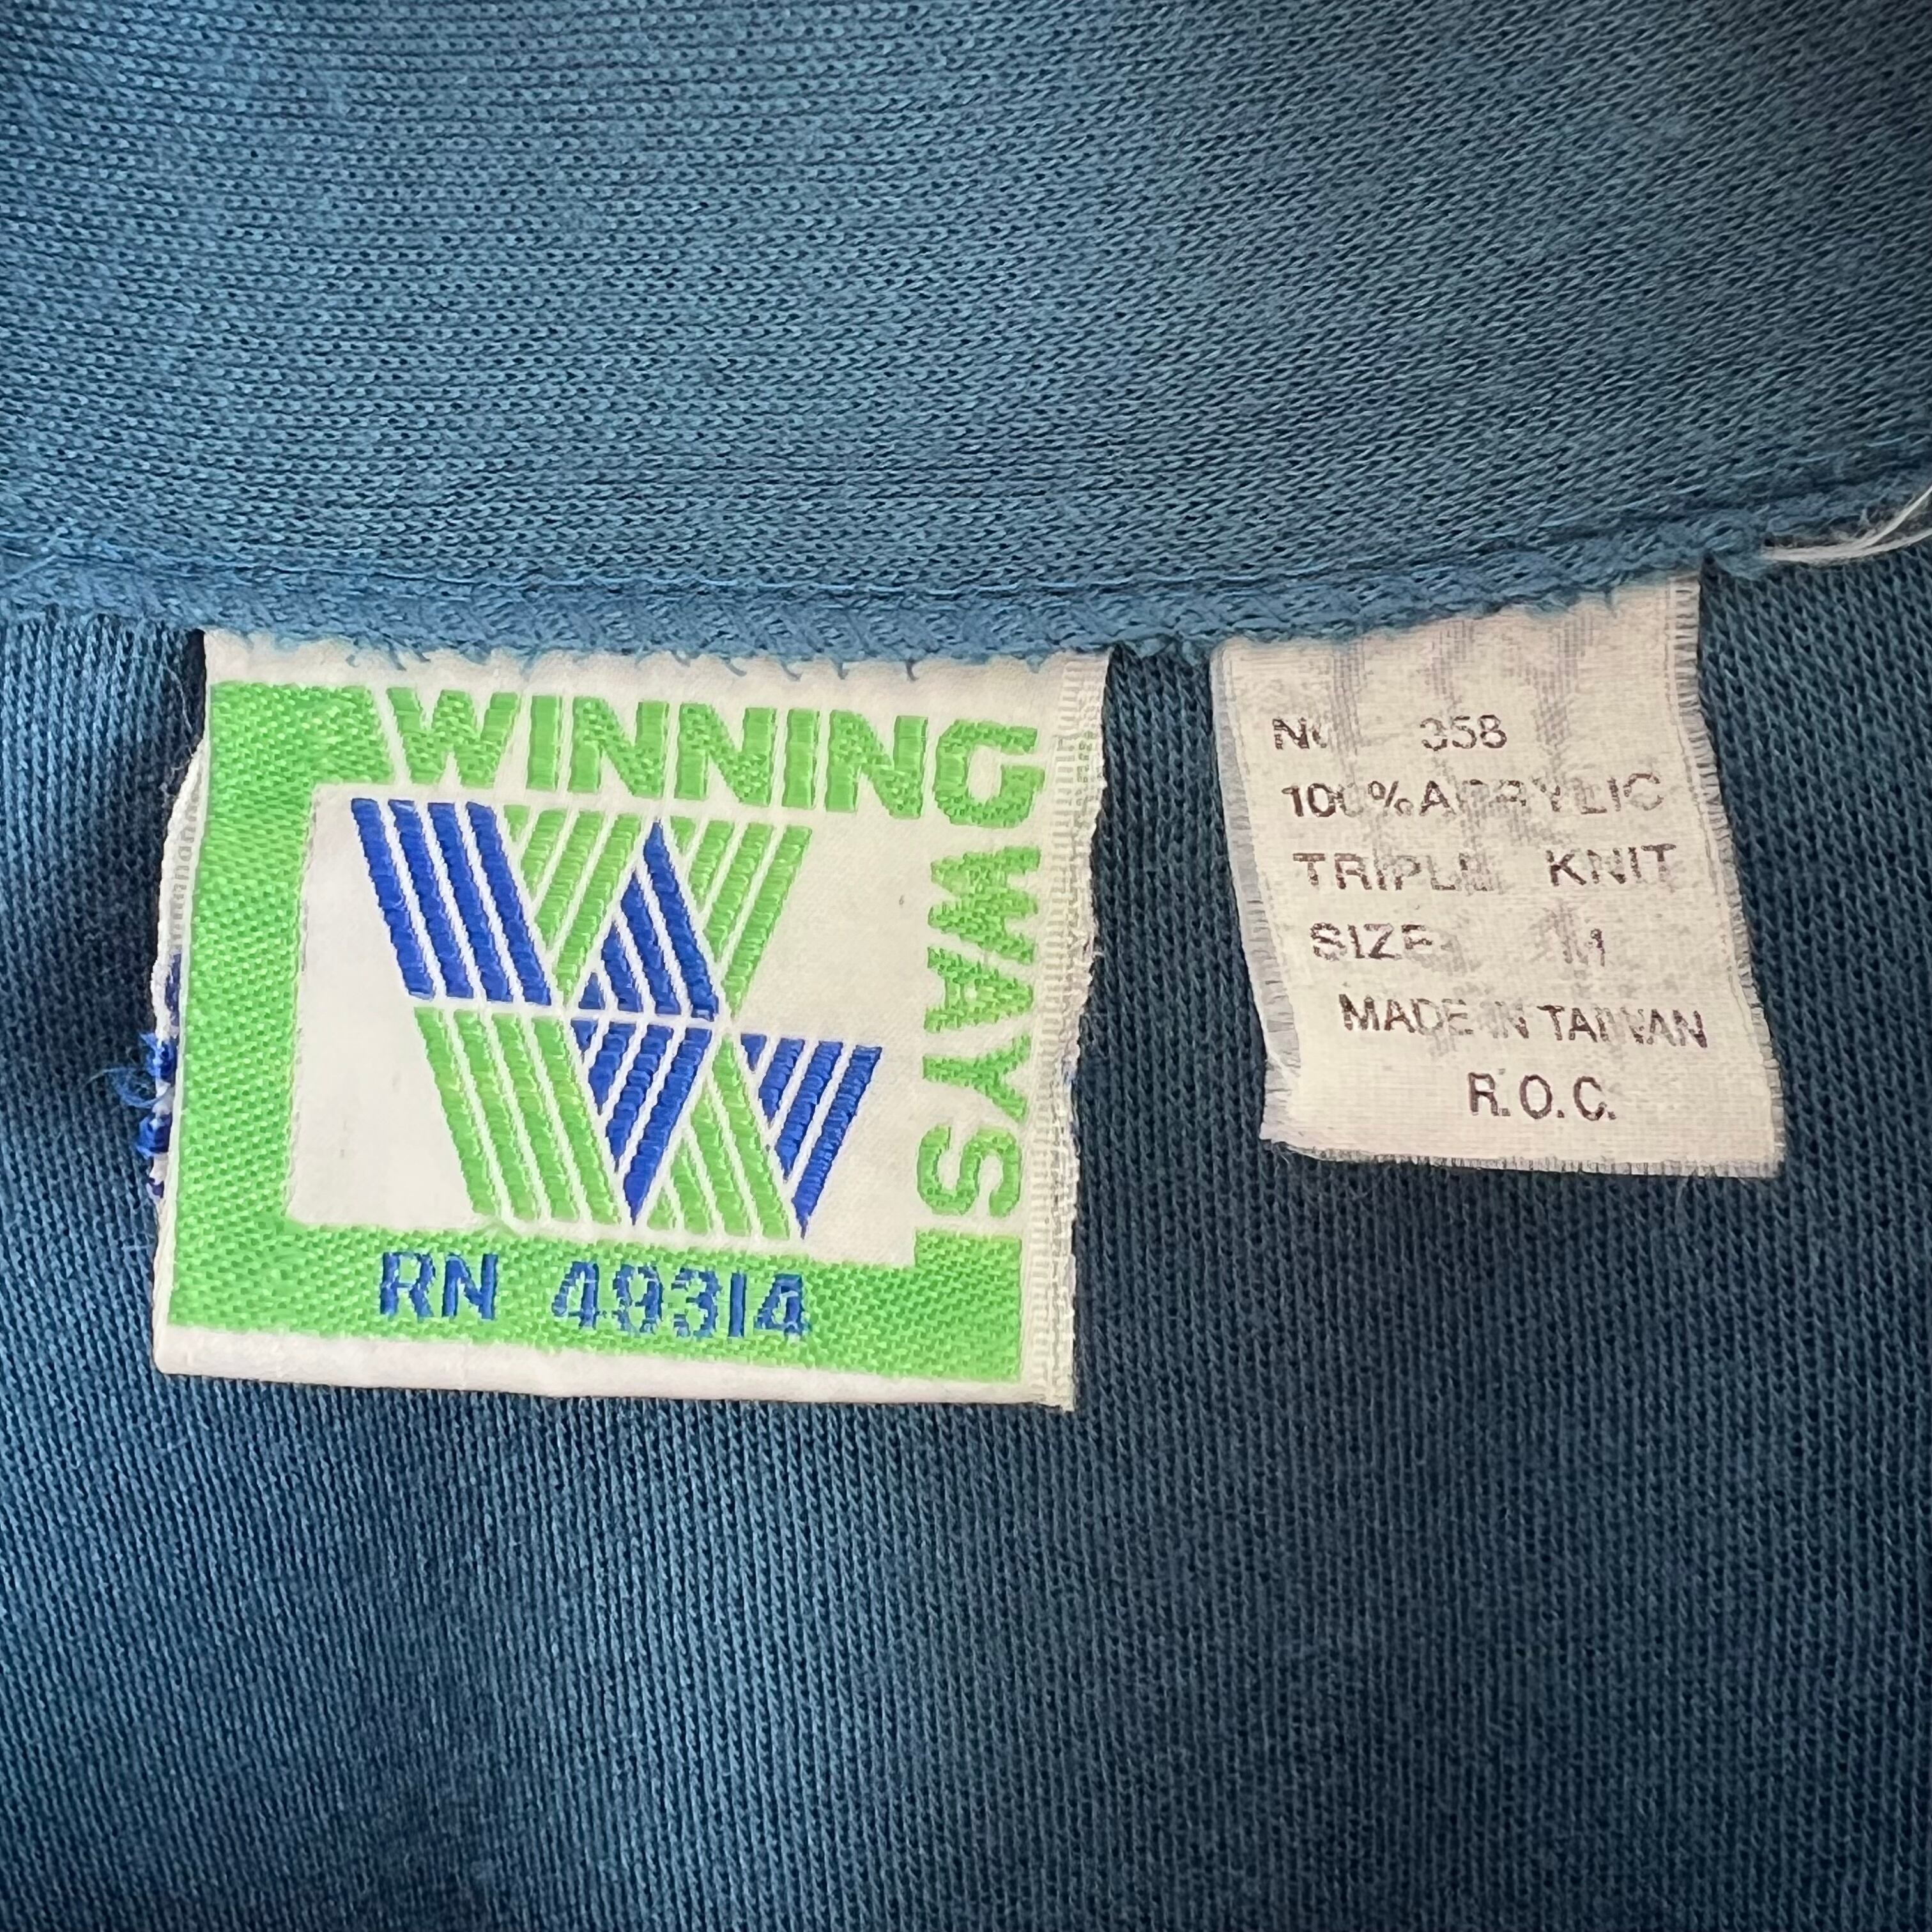 WINNING
WAYS
RN 49314
NO 358
100% ACRYLIC
TRIPLE KNIT
SIZE M
MADE IN TAIWAN
R.O.C.